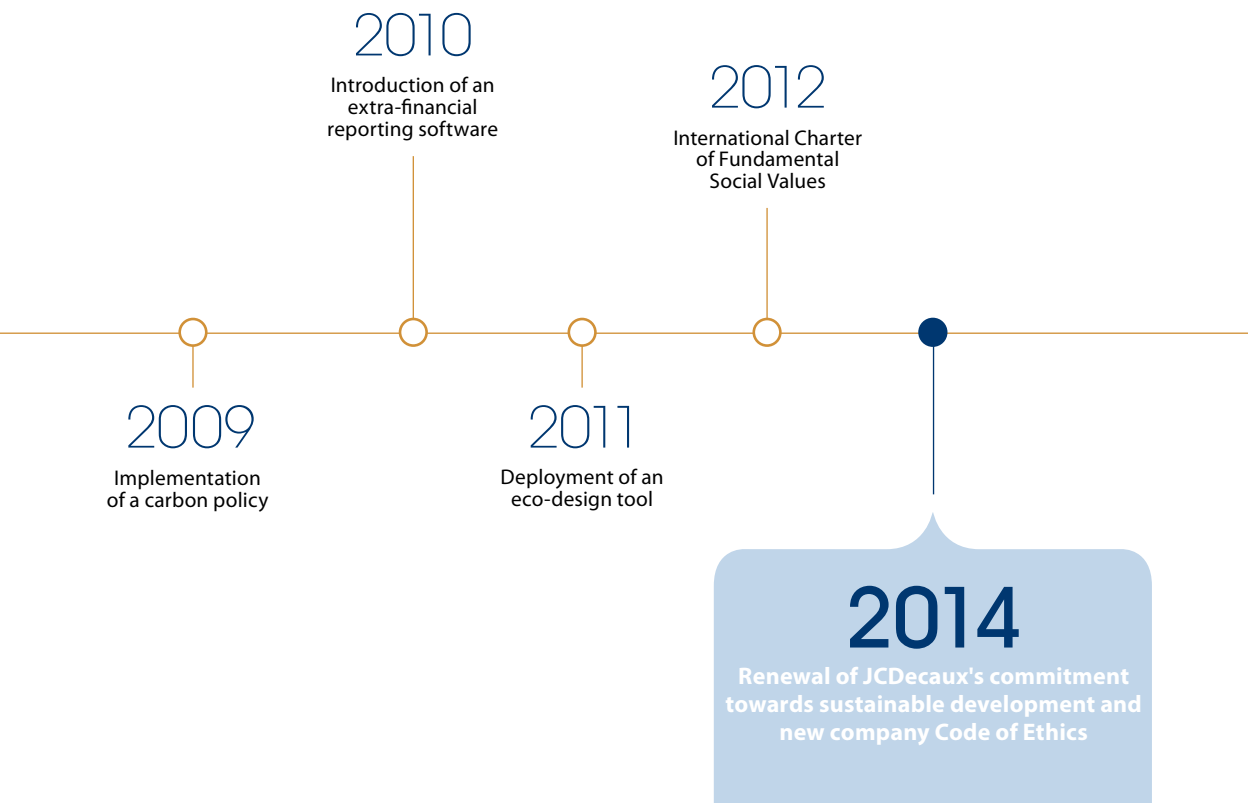 2010
Introduction of an
extra-financial
reporting software
2012
International Charter
of Fundamental
Social Values
2009
Implementation
of a carbon policy
2011
Deployment of an
eco-design tool
2014
Renewal of JCDecaux's commitment
towards sustainable development and
new company Code of Ethics